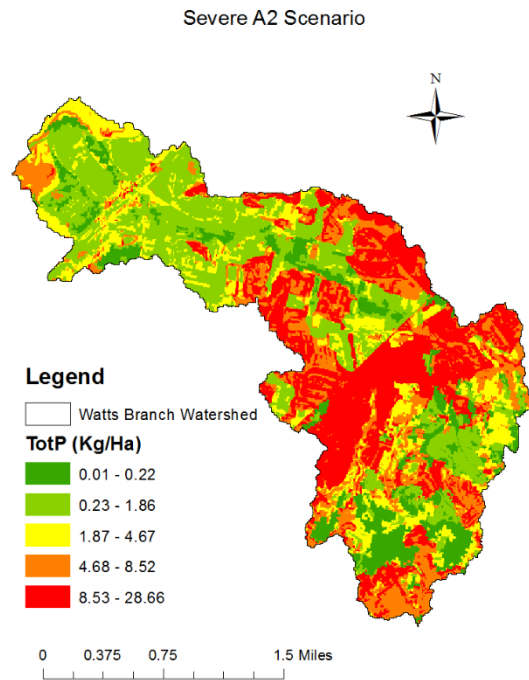 Severe A2 Scenario
N
Legend
Watts Branch Watershed
TotP (Kg/Ha)
0.01 - 0.22
0.23 - 1.86
1.87 - 4.67
4.68 - 8.52
8.53 - 28.66
0 0.375 0.75 1.5 Miles